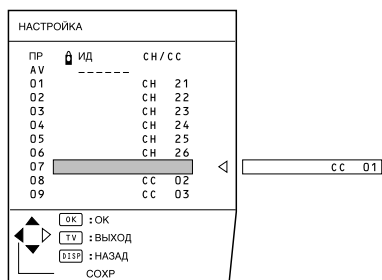 НАСТРОЙКА
ПР ИД CH/CC
AV ------
01 CH 21
02 CH 22
03 CH 23
04 CH 24
05 CH 25
06 CH 26
07 CC 01
08 CC 02
09 CC 03
OK : ОК
TV : ВЫХОД
DISP : НАЗАД
СОХР